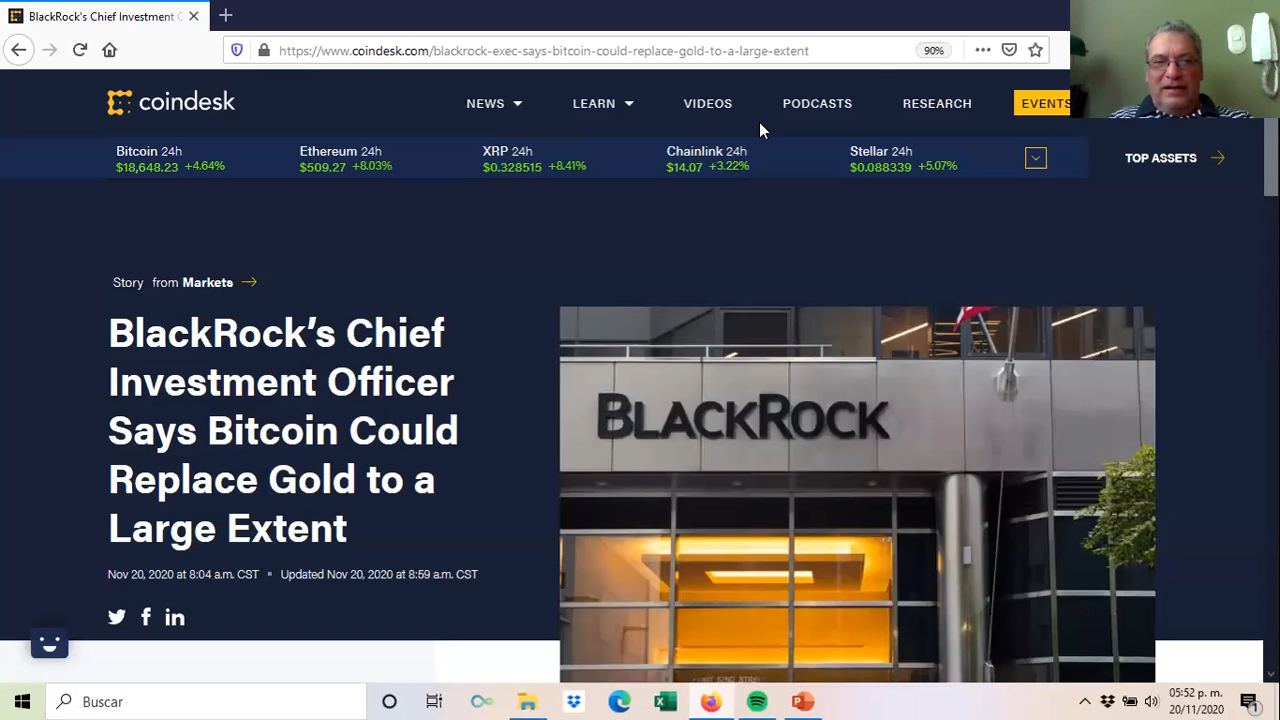 BlackRock's Chief Investment O
https://www.coindesk.com/blackrock-exec-says-bitcoin-could-replace-gold-to-a-large-extent
90%
coindesk
NEWS
LEARN
VIDEOS
PODCASTS
RESEARCH
EVENTS
Bitcoin 24h
$18,648.23 +4.64%
Ethereum 24h
$509.27 +8.03%
XRP 24h
$0.328515 +8.41%
Chainlink 24h
$14.07 +3.22%
Stellar 24h
$0.088339 +5.07%
TOP ASSETS
Story from Markets
BlackRock's Chief
Investment Officer
Says Bitcoin Could
Replace Gold to a
Large Extent
Nov 20, 2020 at 8:04 a.m. CST
Updated Nov 20, 2020 at 8:59 a.m. CST
BLACKROCK
Buscar
05:52 p. m.
20/11/2020
1